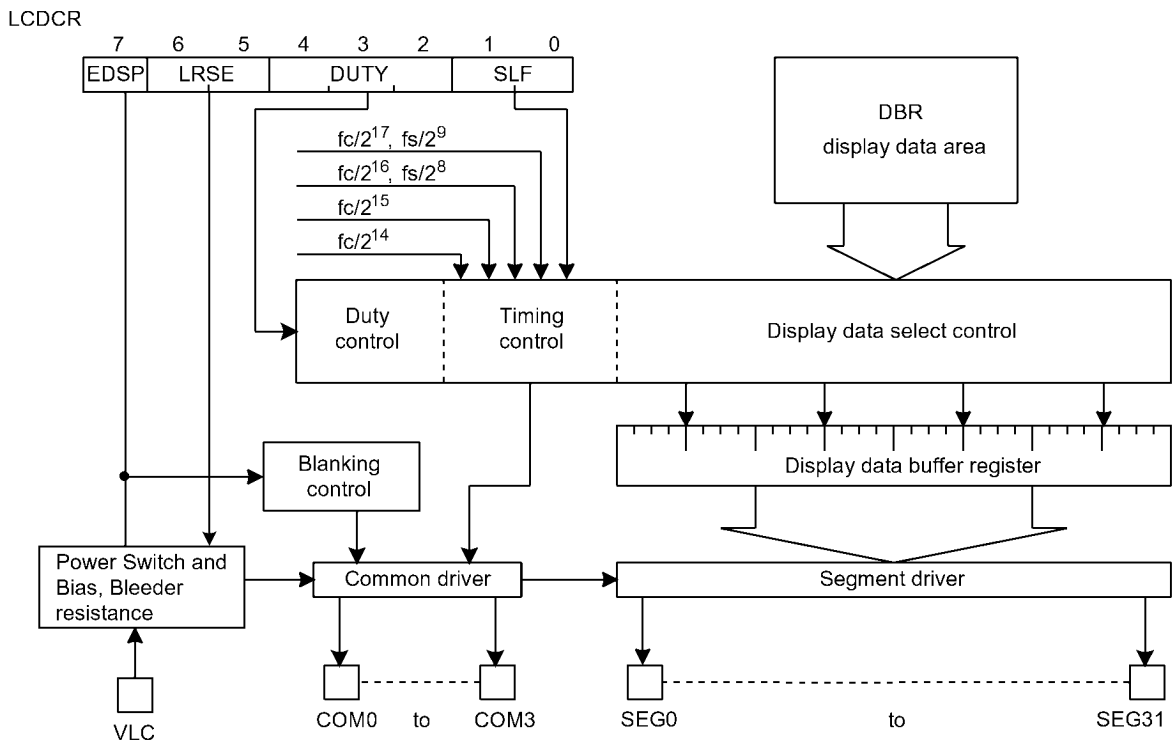 LCDCR
7 6 5 4 3 2 1 0
EDSP LRSE DUTY SLF
fc/2^17, fs/2^9
fc/2^16, fs/2^8
fc/2^15
fc/2^14
DBR
display data area
Duty
control
Timing
control
Display data select control
Blanking
control
Display data buffer register
Power Switch and
Bias, Bleeder
resistance
Common driver
Segment driver
VLC
COM0 to COM3
SEG0 to SEG31